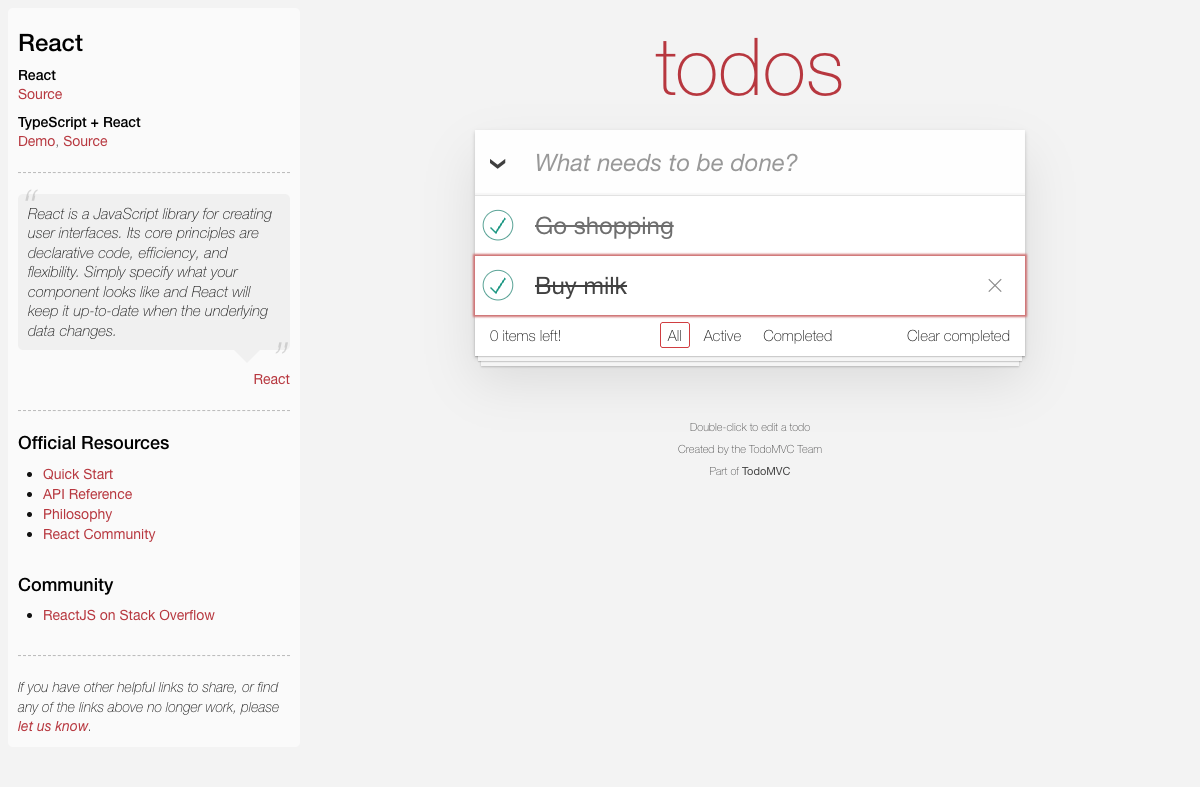 React
React
Source
TypeScript + React
Demo, Source
“
React is a JavaScript library for creating
user interfaces. Its core principles are
declarative code, efficiency, and
flexibility. Simply specify what your
component looks like and React will
keep it up-to-date when the underlying
data changes.
”
React
Official Resources
• Quick Start
• API Reference
• Philosophy
• React Community
Community
• ReactJS on Stack Overflow
If you have other helpful links to share, or find
any of the links above no longer work, please
let us know.
todos
What needs to be done?
Go shopping
Buy milk
0 items left! All Active Completed Clear completed
Double-click to edit a todo
Created by the TodoMVC Team
Part of TodoMVC